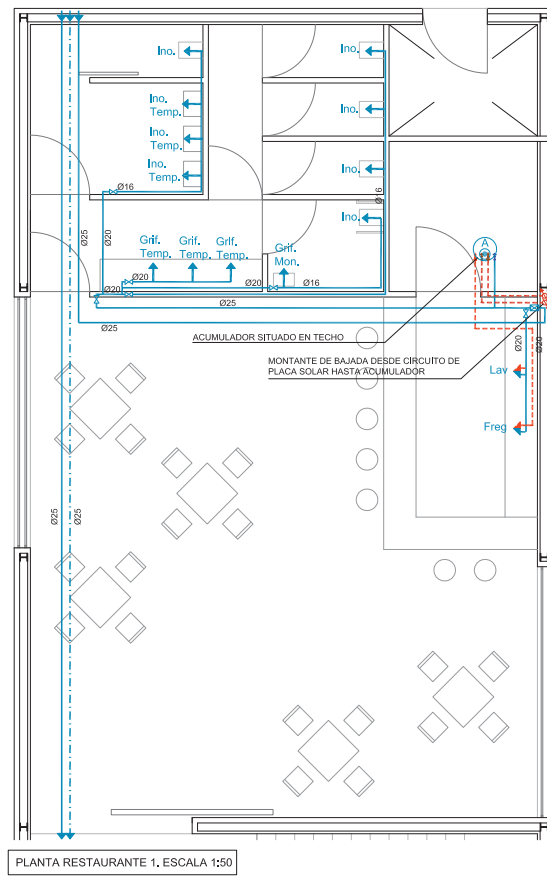 Ino.
Ino.
Temp.
Ino.
Temp.
Ino.
Temp.
Ino.
Ino.
Ino.
Ino.
Ø16
Ø16
Ø25
Ø20
Grif.
Temp.
Grif.
Temp.
Grif.
Temp.
Grif.
Mon.
A
Ø20
Ø20
Ø20
Ø16
Ø25
Ø25
ACUMULADOR SITUADO EN TECHO
MONTANTE DE BAJADA DESDE CIRCUITO DE
PLACA SOLAR HASTA ACUMULADOR
Ø20
Ø20
Lav
Freg
Ø25
Ø25
PLANTA RESTAURANTE 1. ESCALA 1:50